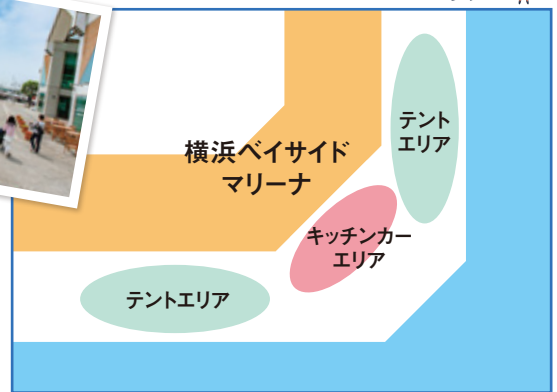 横浜ベイサイド
マリーナ
テント
エリア
キッチンカー
エリア
テントエリア